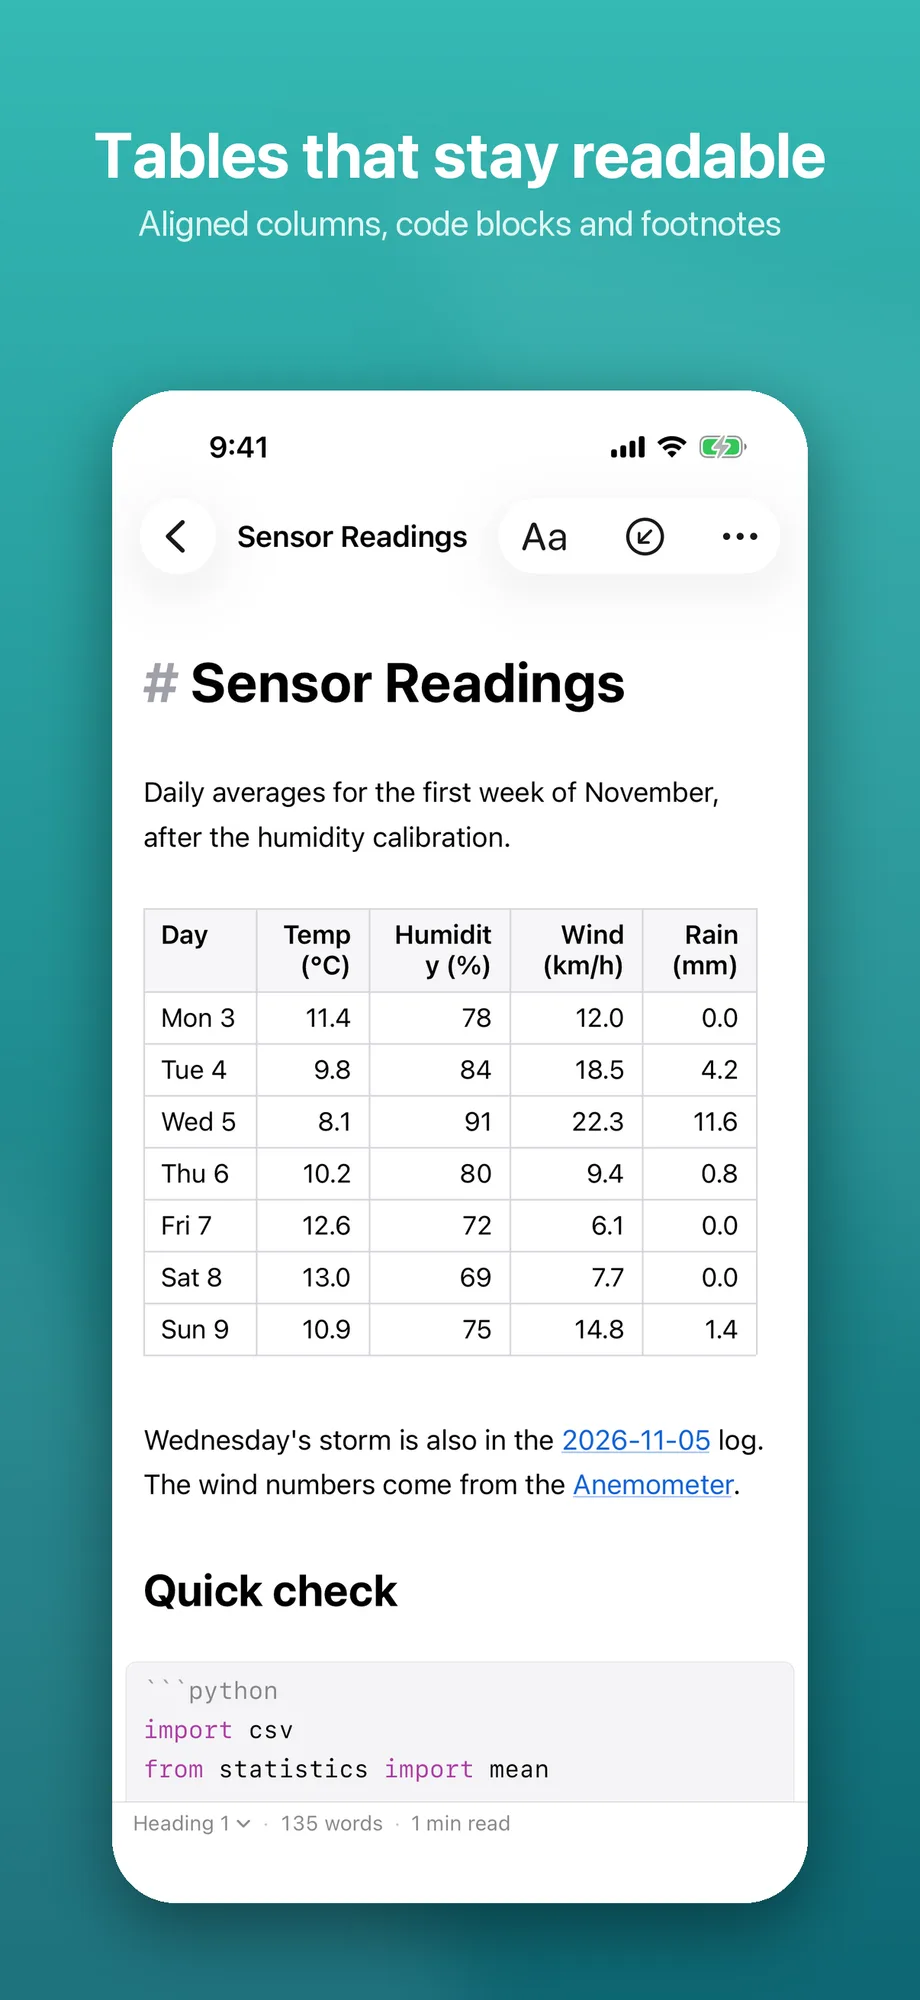 Tables that stay readable
Aligned columns, code blocks and footnotes
9:41
Sensor Readings
Aa
# Sensor Readings
Daily averages for the first week of November,
after the humidity calibration.
Day Temp (°C) Humidity (%) Wind (km/h) Rain (mm)
Mon 3 11.4 78 12.0 0.0
Tue 4 9.8 84 18.5 4.2
Wed 5 8.1 91 22.3 11.6
Thu 6 10.2 80 9.4 0.8
Fri 7 12.6 72 6.1 0.0
Sat 8 13.0 69 7.7 0.0
Sun 9 10.9 75 14.8 1.4
Wednesday's storm is also in the 2026-11-05 log.
The wind numbers come from the Anemometer.
Quick check
```python
import csv
from statistics import mean
Heading 1 · 135 words · 1 min read